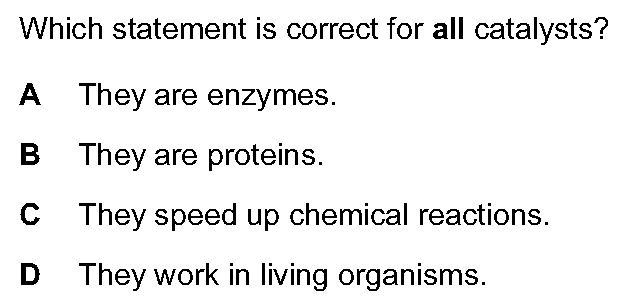 Which statement is correct for all catalysts?
A They are enzymes.
B They are proteins.
C They speed up chemical reactions.
D They work in living organisms.